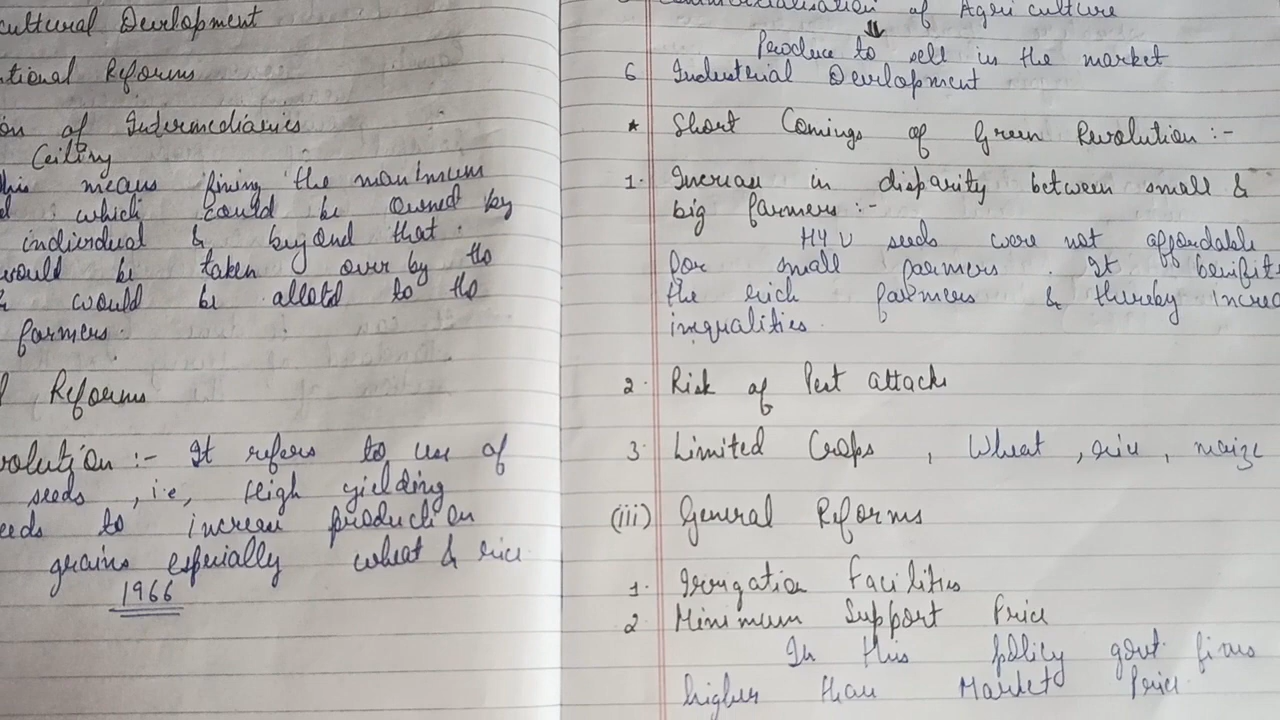 cultural Development
tional Reforms
on of Intermediaries
Ceiling
his means fixing the maximum
d which could be owned by
individual & beyond that
would be taken over by the
& would be alloted to the
farmers.
Reforms
volution :- It refers to use of
seeds , i.e, High yielding
eeds to increase production
grains especially wheat & rice
1966
Commercialisation of Agriculture
Produce to sell in the market
6 Industrial Development
* Short Comings of Green Revolution :-
1. Increase in disparity between small &
big farmers :-
HYV seeds were not affordable
for small farmers . It benifits
the rich farmers & thereby increa
inequalities.
2. Risk of Pest attack
3. Limited Crops , Wheat , rice , maize
(iii) General Reforms
1. Irrigation Facilities
2 Minimum Support Price
In this policy govt. fixes
higher than Market Price.